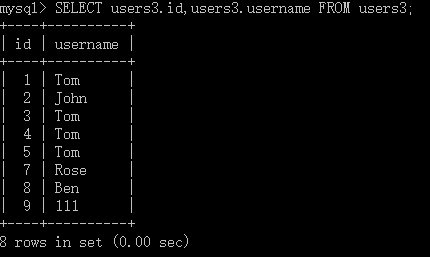 mysql> SELECT users3.id,users3.username FROM users3;
+----+----------+
| id | username |
+----+----------+
|  1 | Tom      |
|  2 | John     |
|  3 | Tom      |
|  4 | Tom      |
|  5 | Tom      |
|  7 | Rose     |
|  8 | Ben      |
|  9 | 111      |
+----+----------+
8 rows in set (0.00 sec)